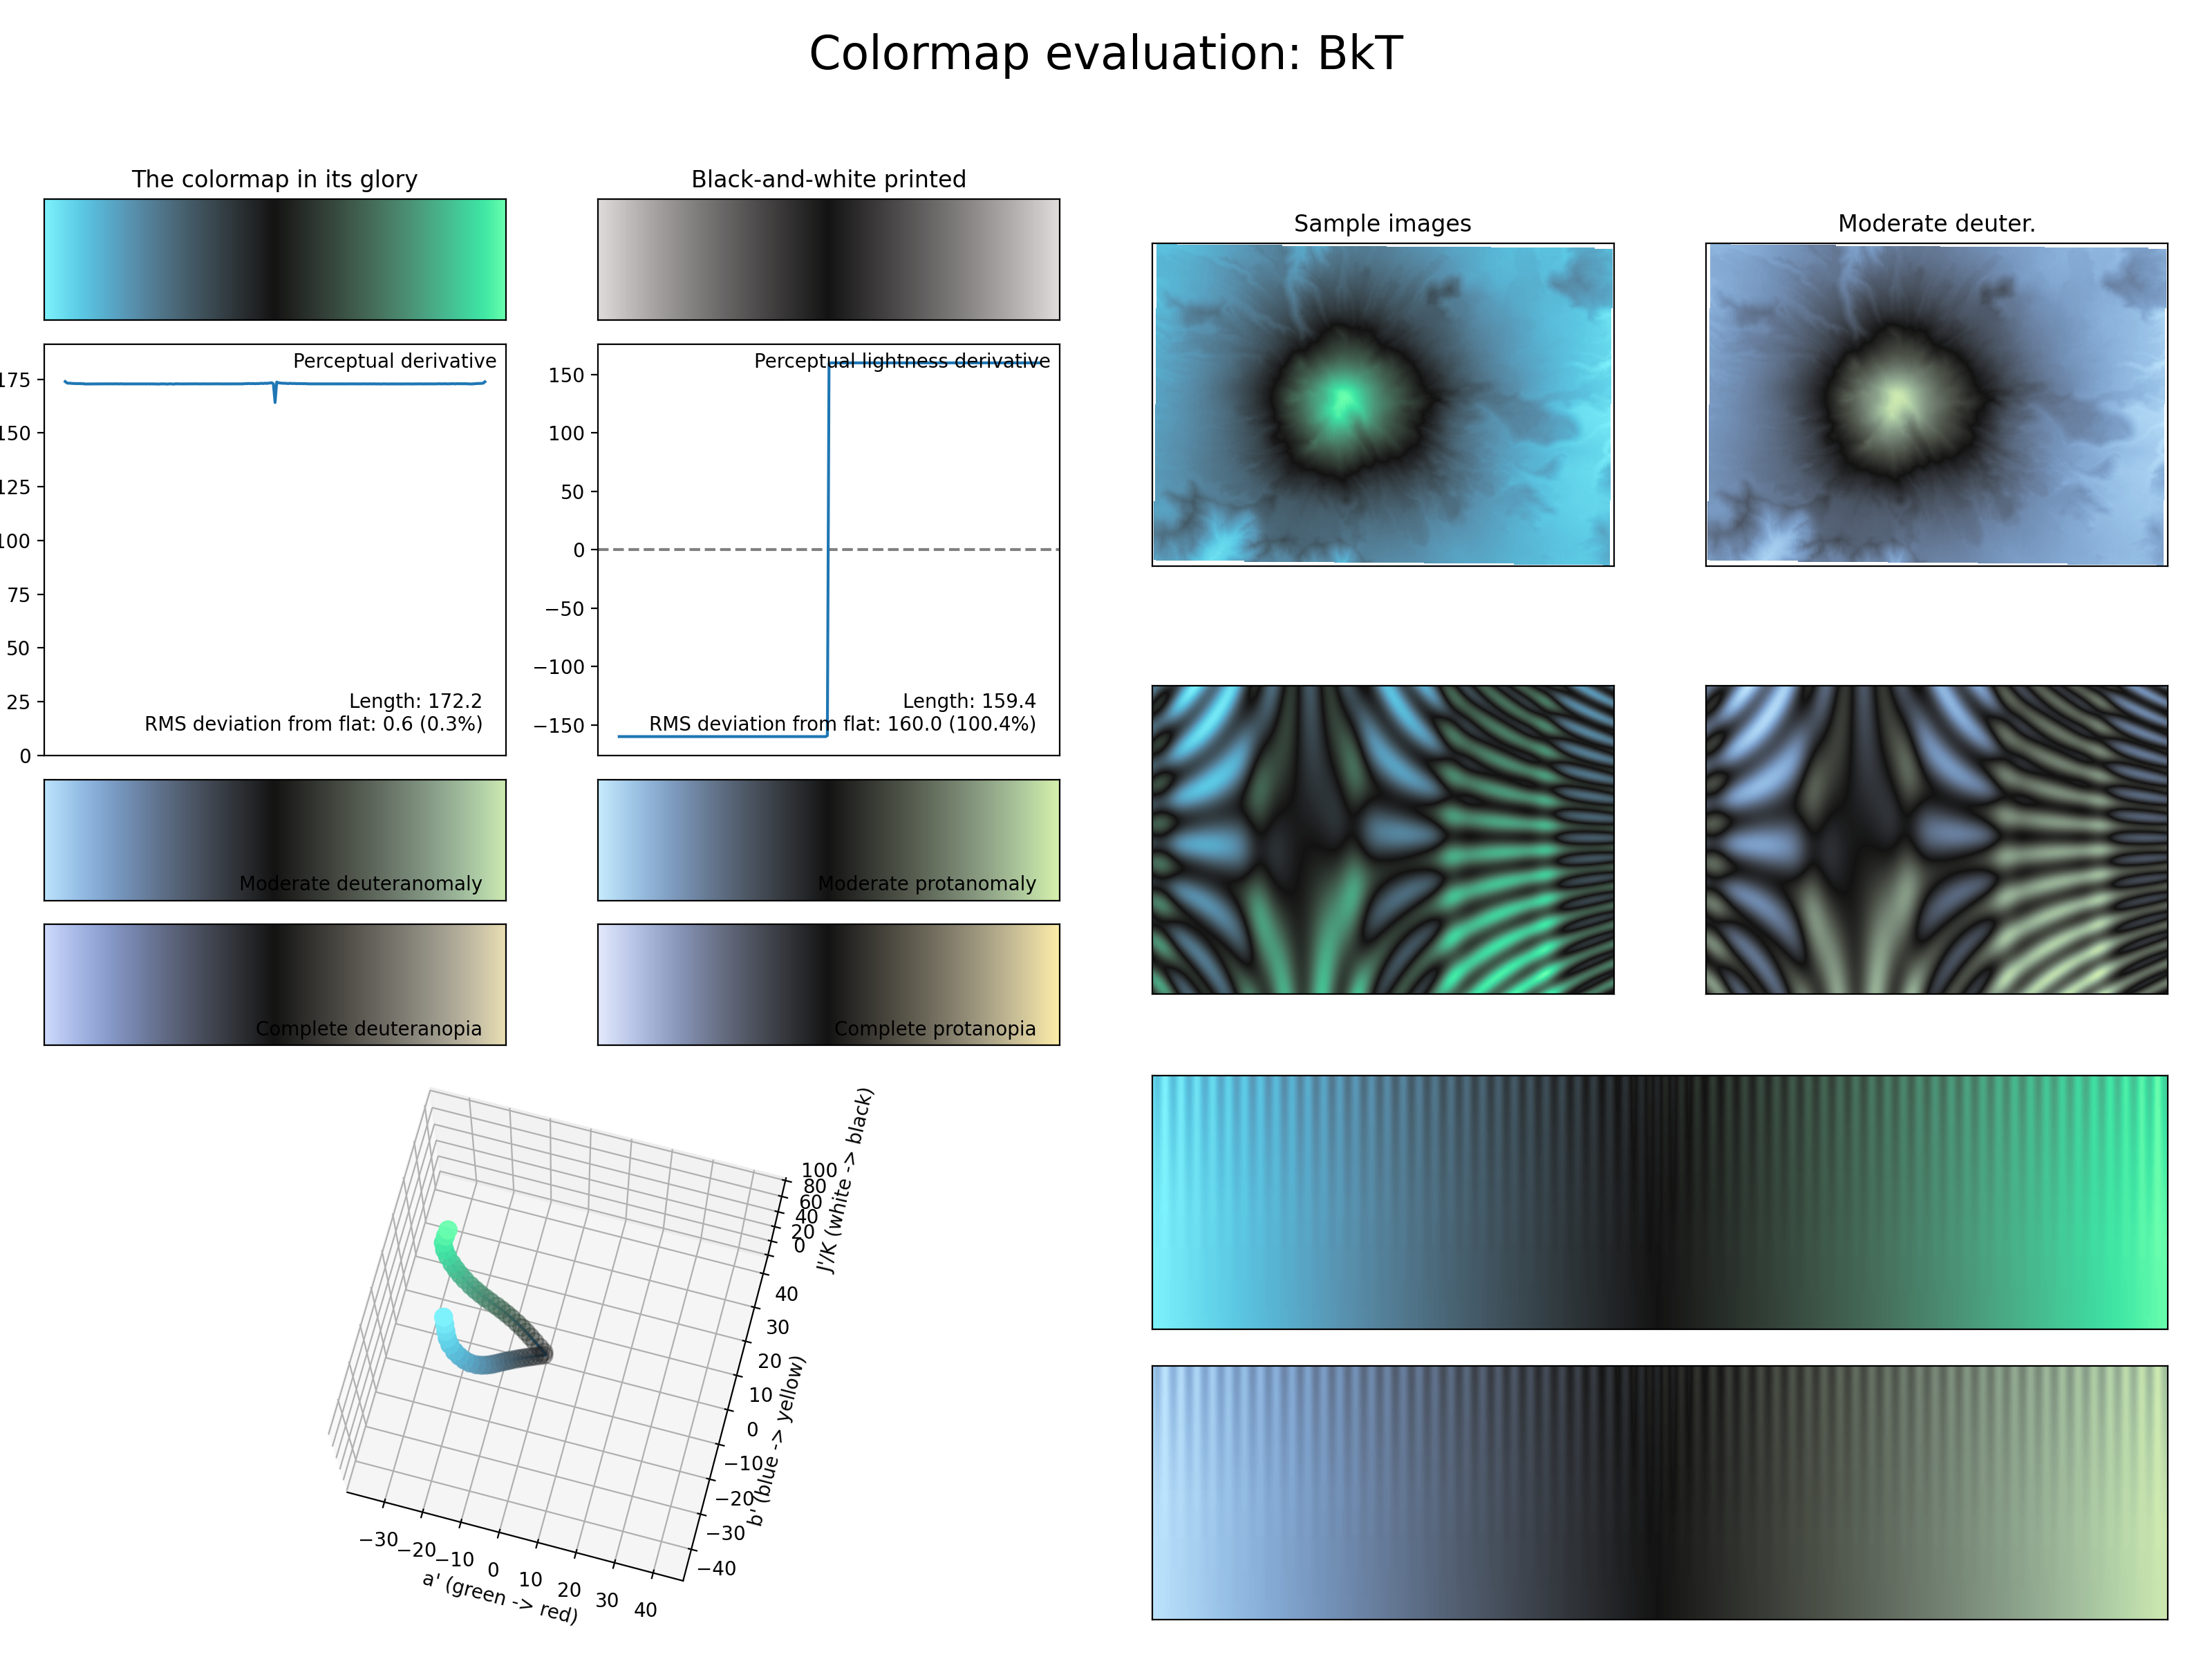 Colormap evaluation: BkT
The colormap in its glory
Black-and-white printed
Sample images
Moderate deuter.
Perceptual derivative
175
150
125
100
75
50
25
0
Length: 172.2
RMS deviation from flat: 0.6 (0.3%)
Perceptual lightness derivative
150
100
50
0
−50
−100
−150
Length: 159.4
RMS deviation from flat: 160.0 (100.4%)
Moderate deuteranomaly
Moderate protanomaly
Complete deuteranopia
Complete protanopia
100
80
60
40
20
0
J'/K (white -> black)
40
30
20
10
0
−10
−20
−30
−40
b' (blue -> yellow)
−30
−20
−10
0
10
20
30
40
a' (green -> red)